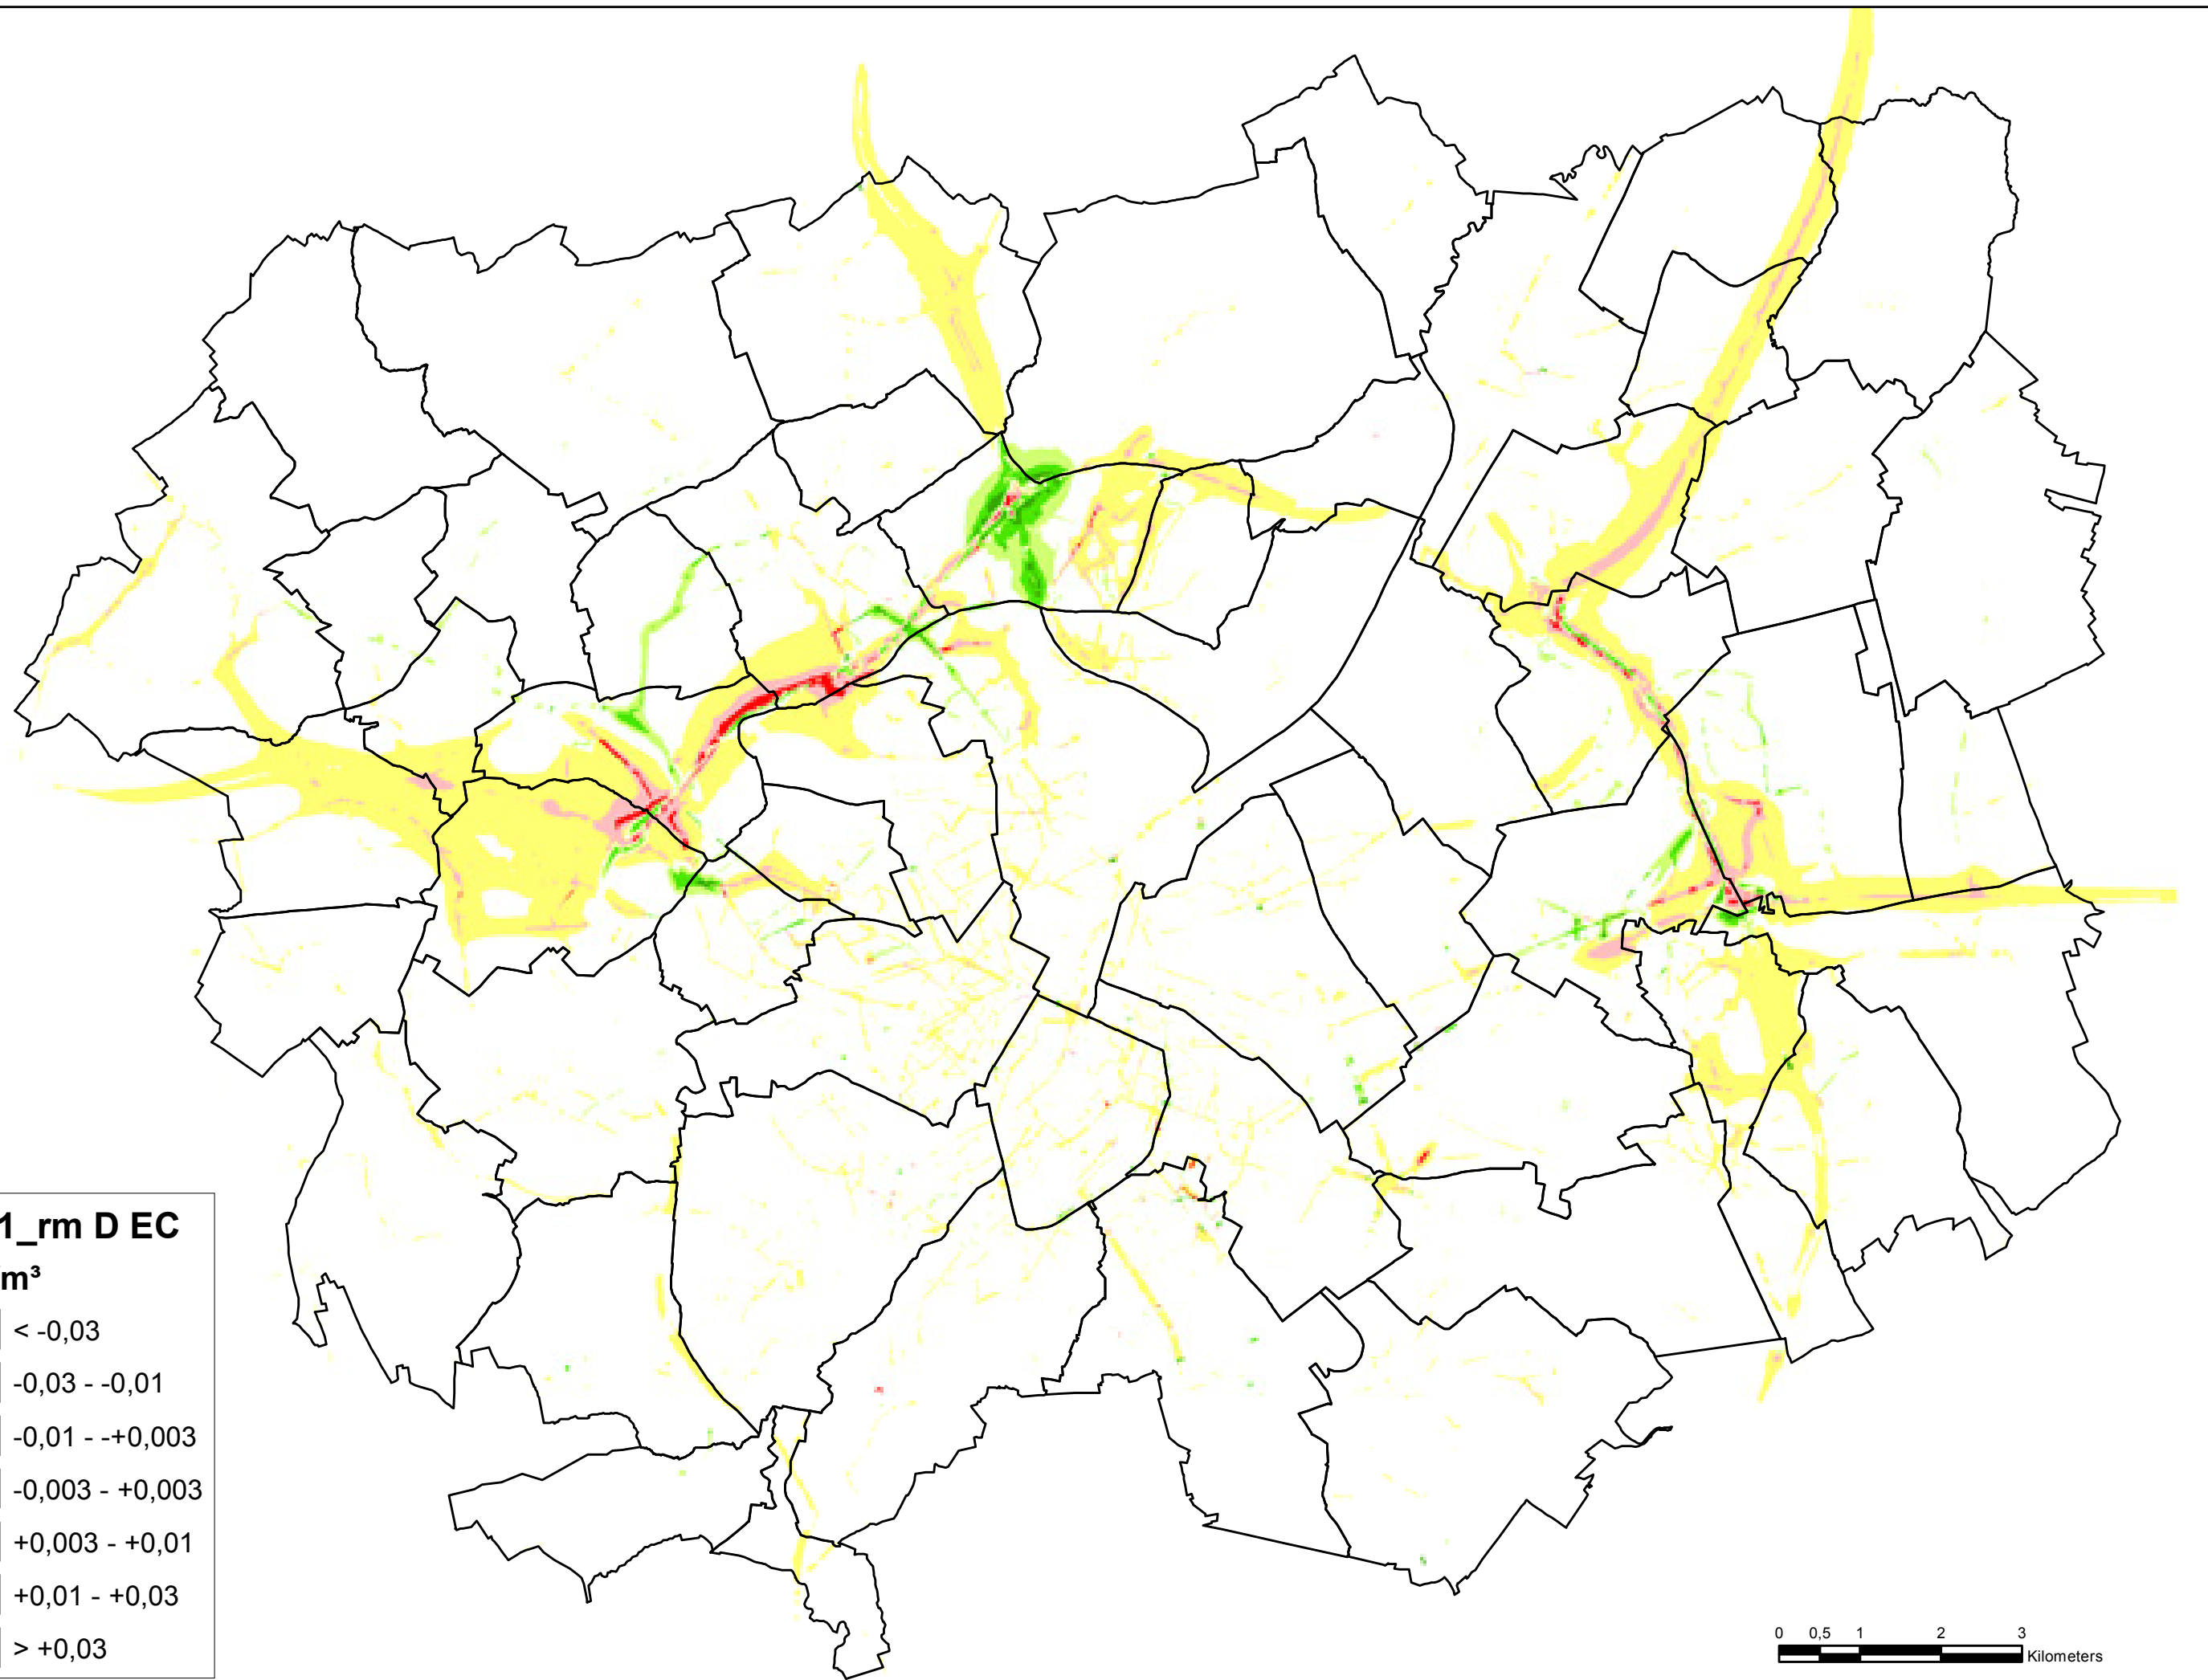 1_rm D EC
m³
< -0,03
-0,03 - -0,01
-0,01 - -+0,003
-0,003 - +0,003
+0,003 - +0,01
+0,01 - +0,03
> +0,03
0 0,5 1 2 3
Kilometers